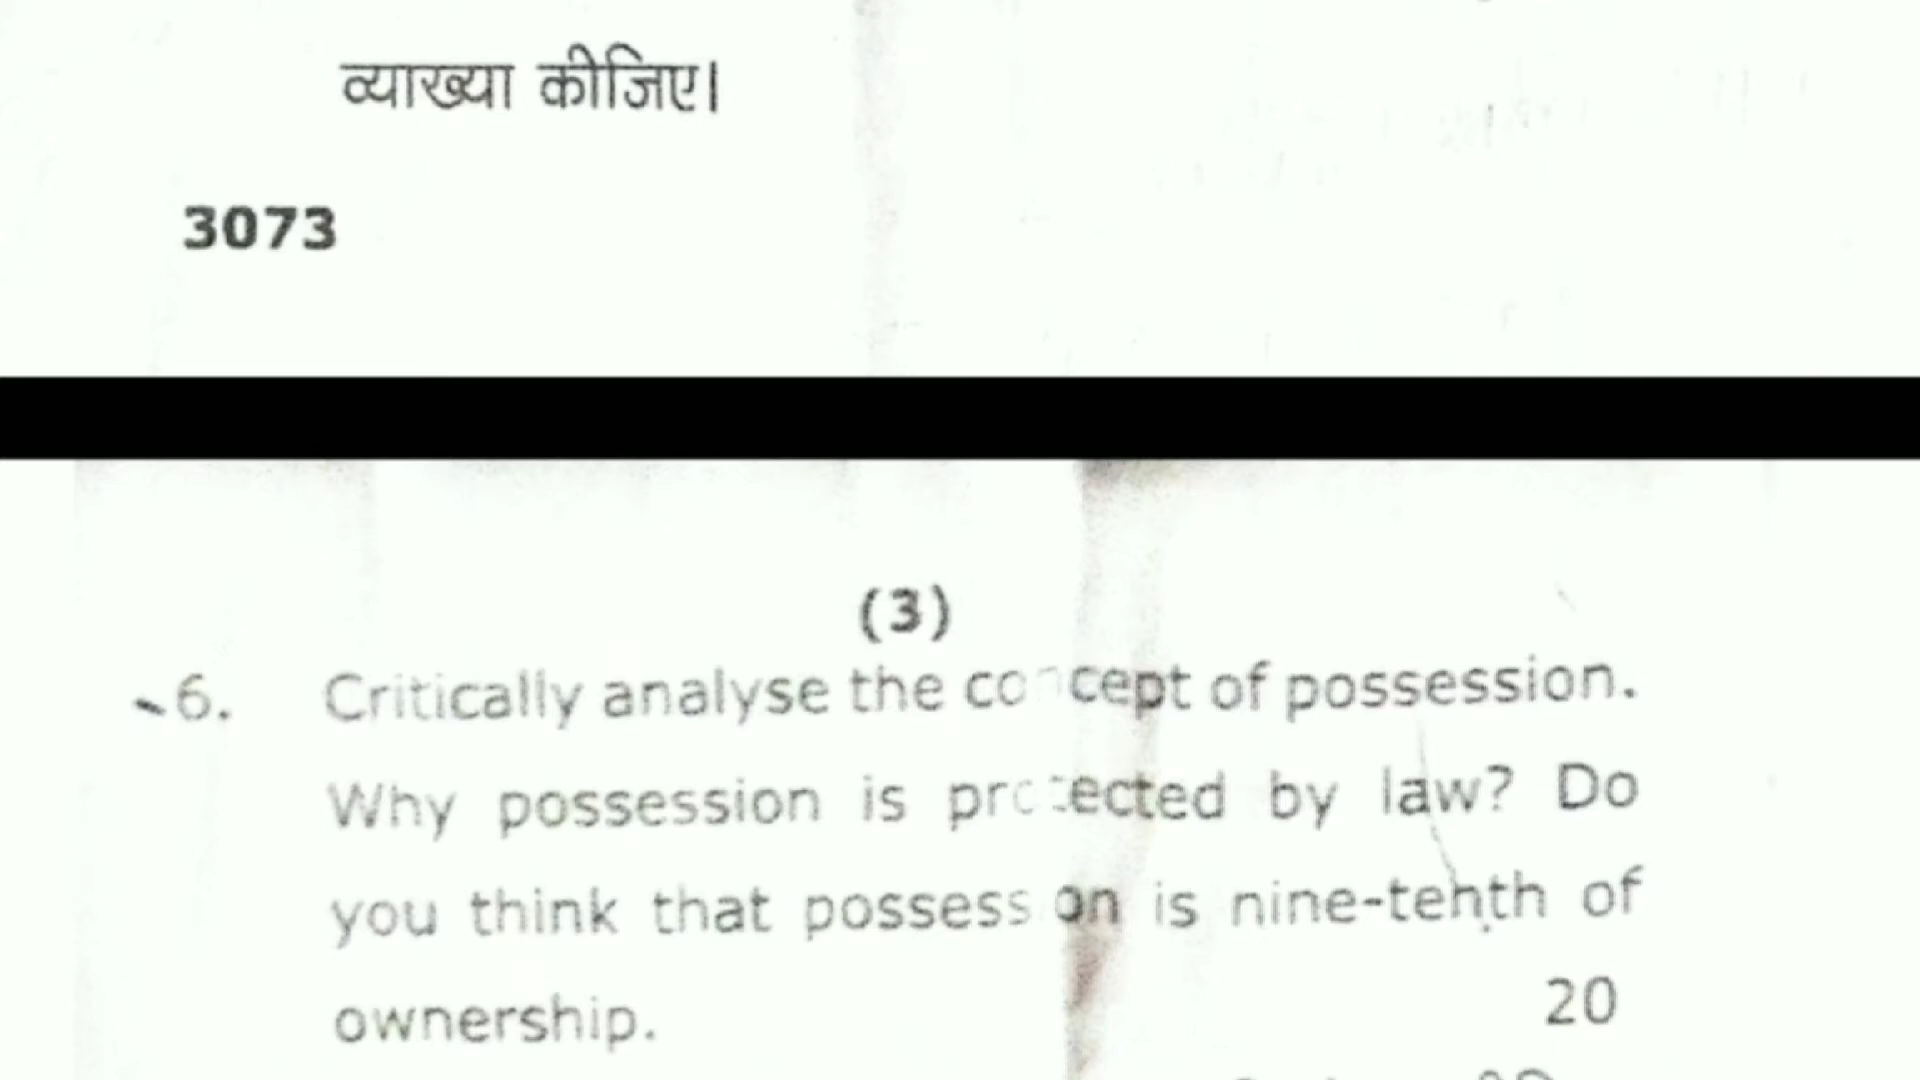 व्याख्या कीजिए।
3073
(3)
6. Critically analyse the concept of possession.
Why possession is protected by law? Do
you think that possession is nine-tenth of
ownership. 20